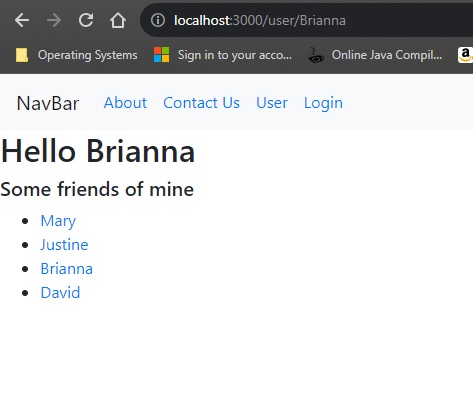 localhost:3000/user/Brianna
Operating Systems Sign in to your acco... Online Java Compil...
NavBar About Contact Us User Login
Hello Brianna
Some friends of mine
Mary
Justine
Brianna
David